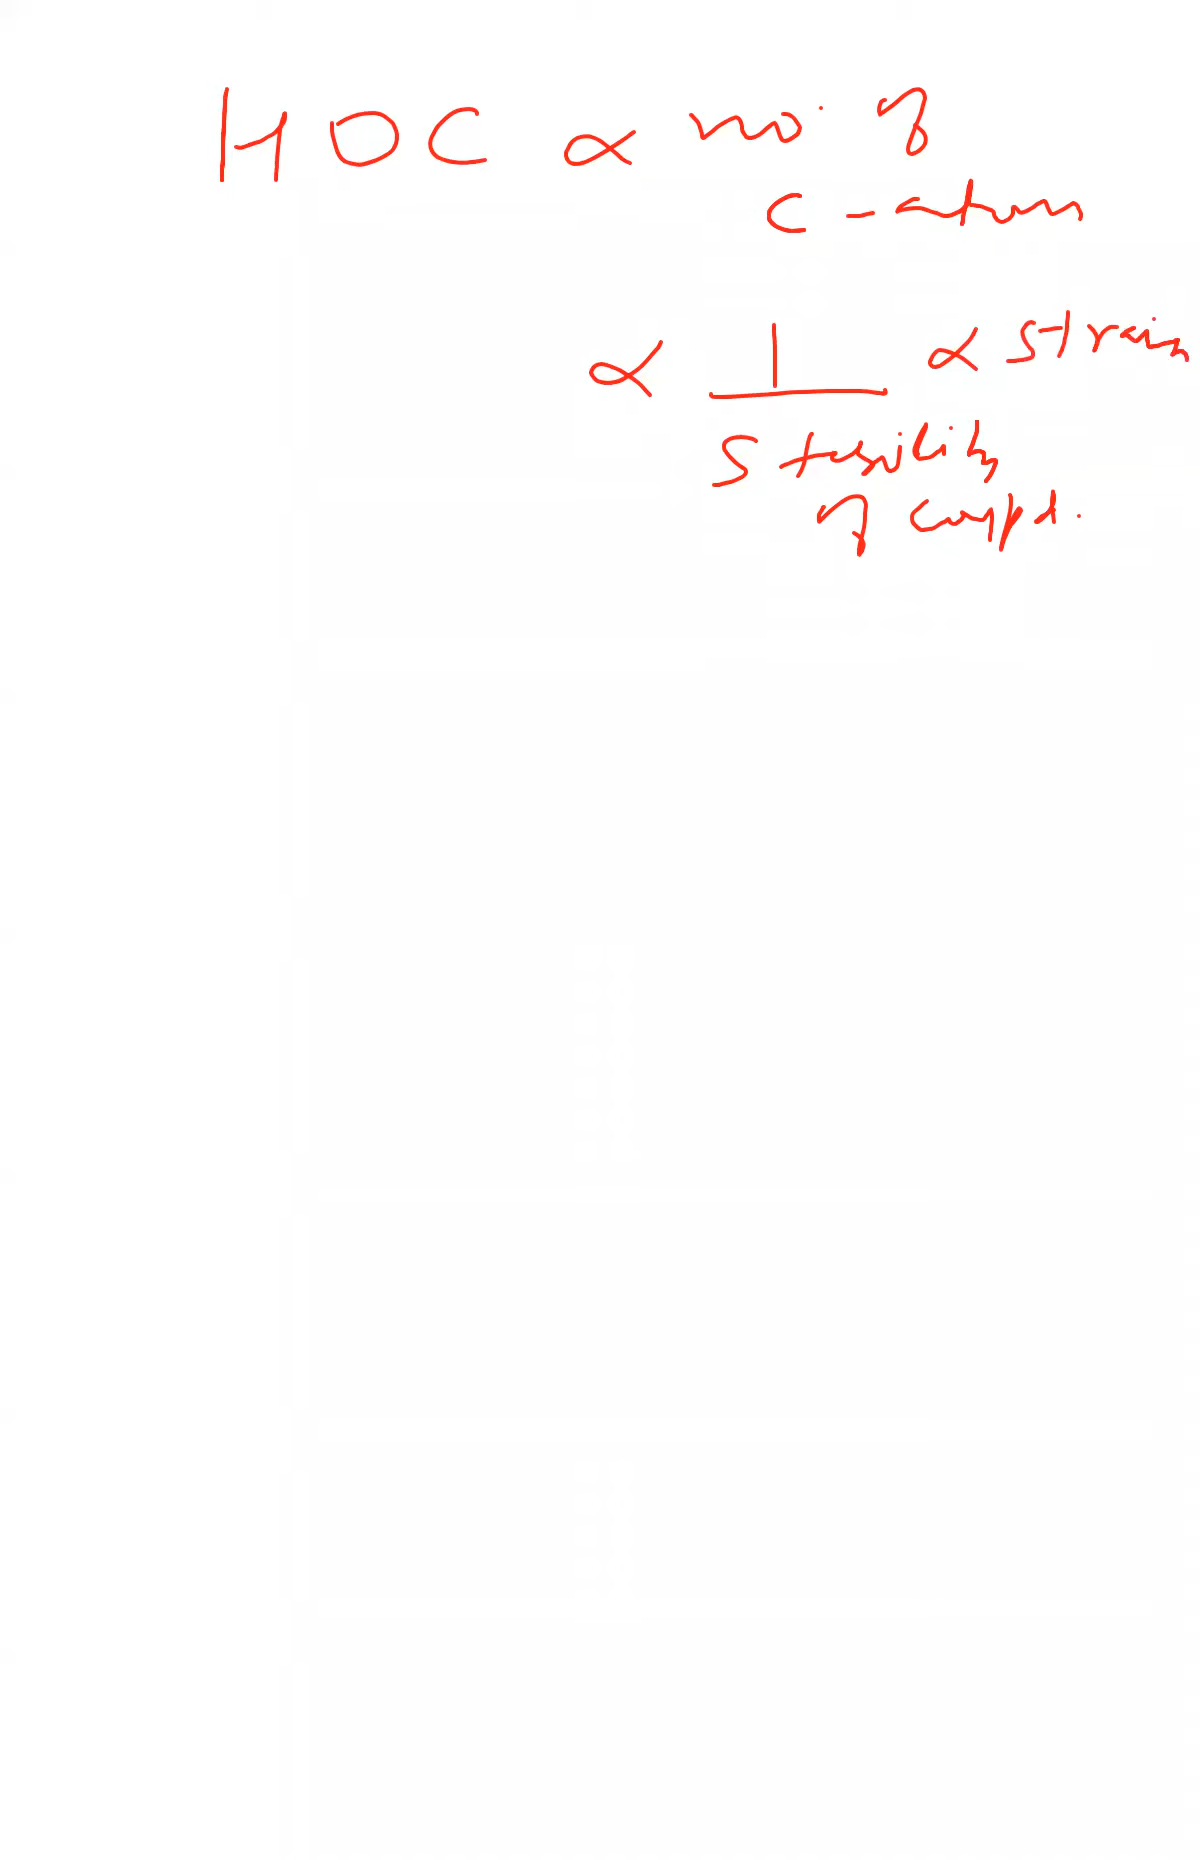 HOC ∝ no. of
C-atom
∝ 1 ∝ strain
Stability
of compd.